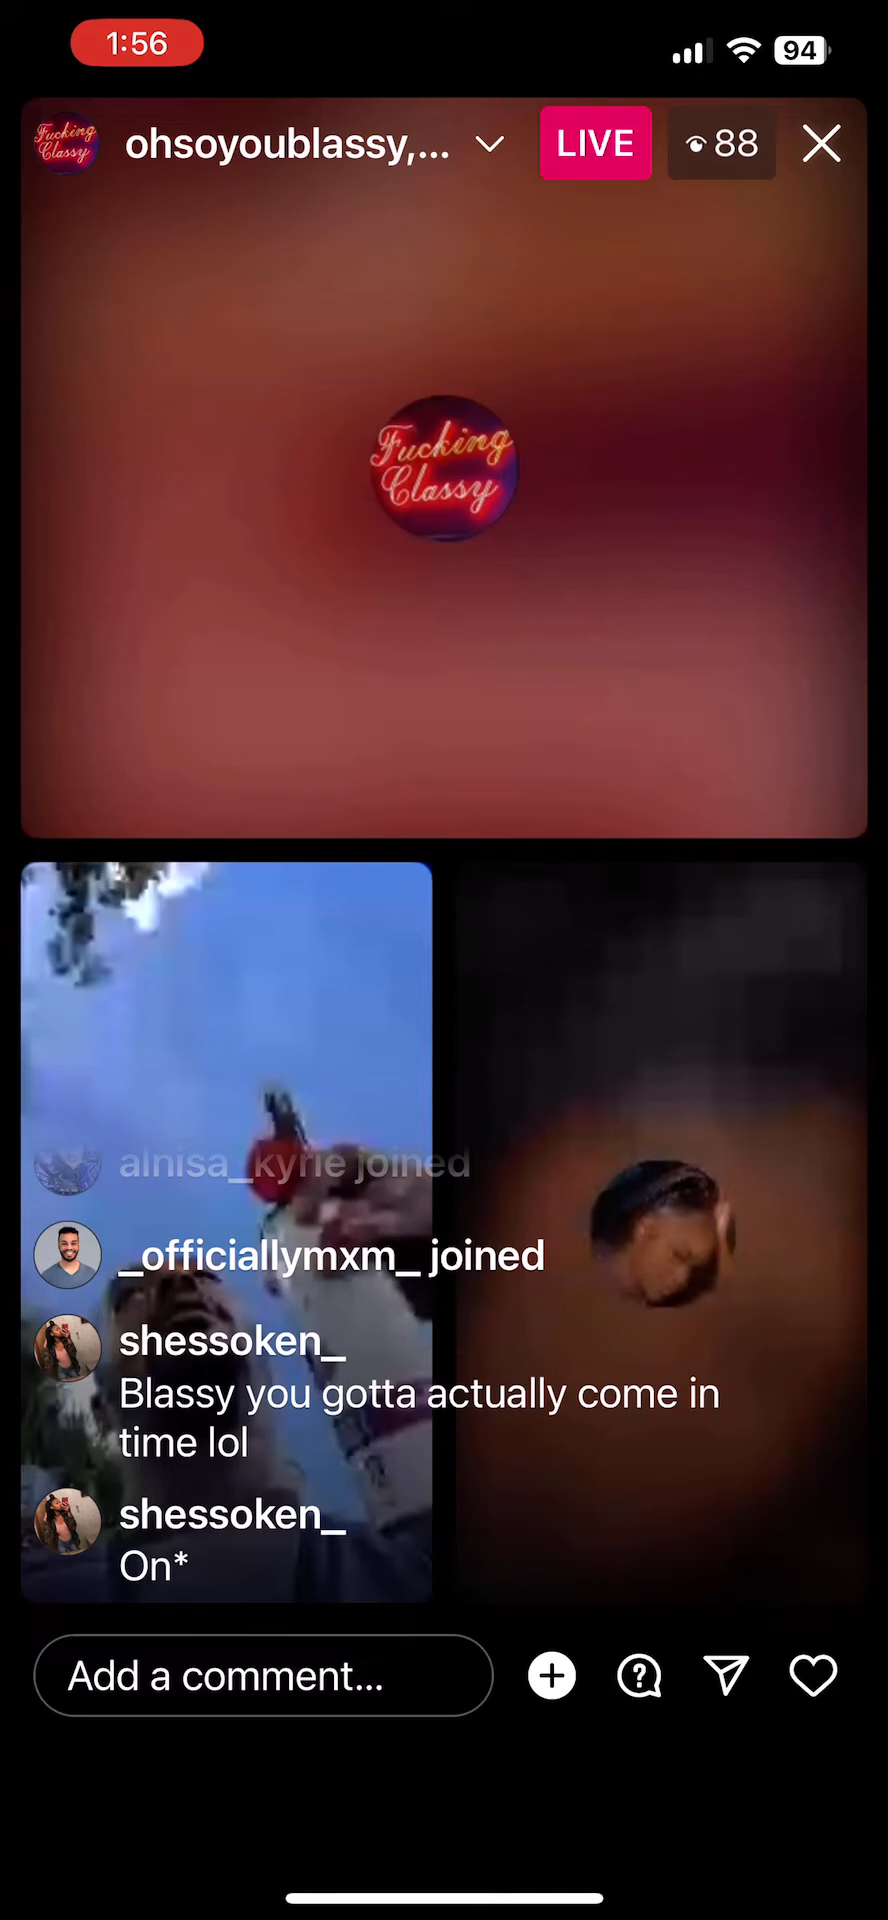 1:56
94
Fucking
Classy
ohsoyoublassy,...
LIVE
88
Fucking
Classy
alnisa_kyrie joined
_officiallymxm_ joined
shessoken_
Blassy you gotta actually come in
time lol
shessoken_
On*
Add a comment...